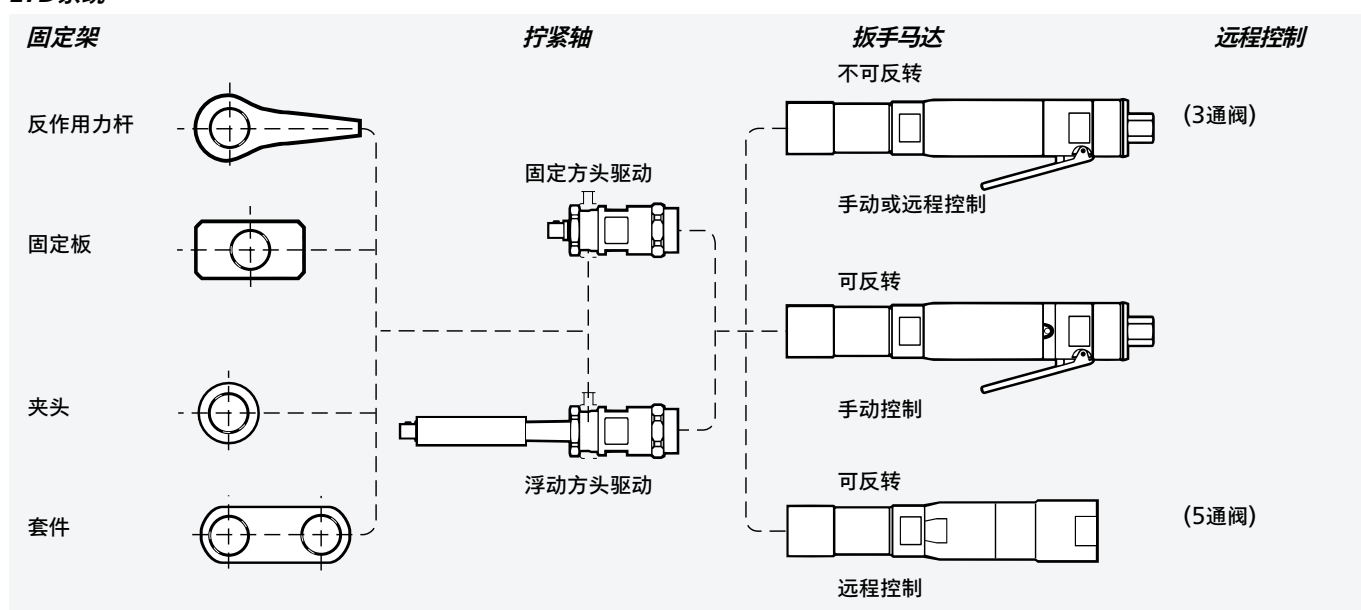 固定架
拧紧轴
扳手马达
远程控制
不可反转
反作用力杆
(3通阀)
固定方头驱动
手动或远程控制
固定板
可反转
夹头
手动控制
浮动方头驱动
可反转
套件
(5通阀)
远程控制